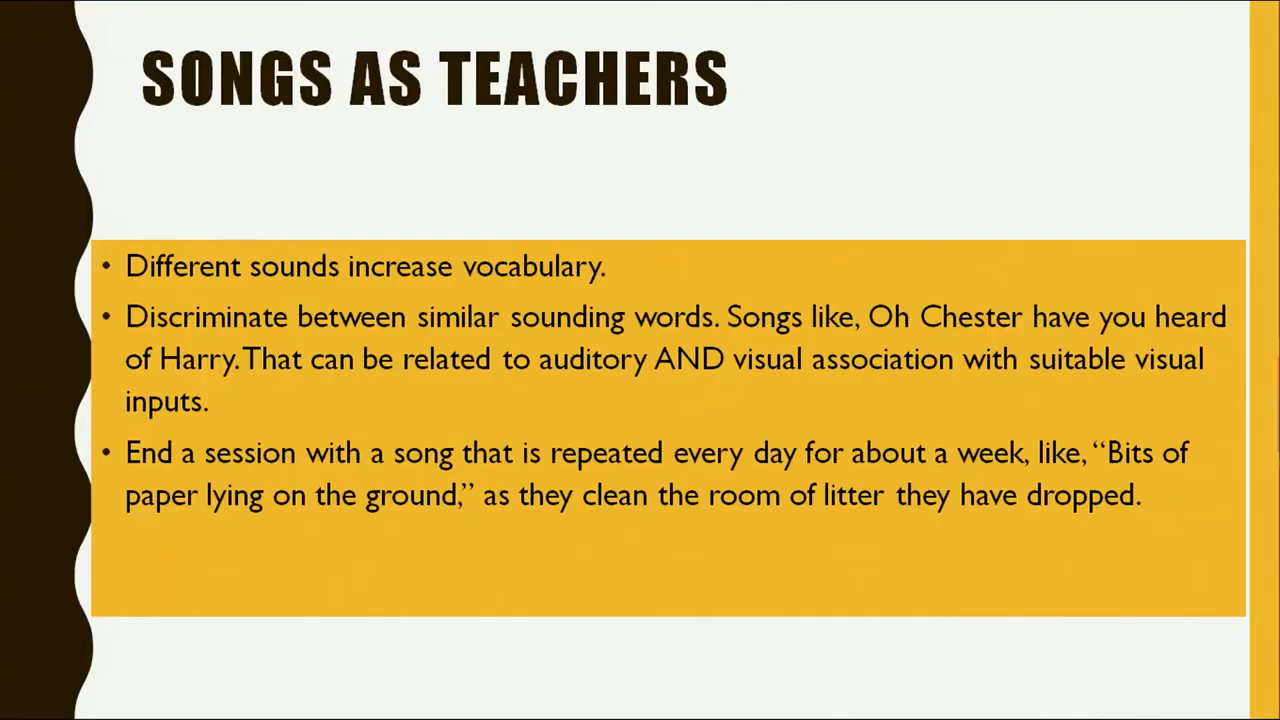 SONGS AS TEACHERS
• Different sounds increase vocabulary.
• Discriminate between similar sounding words. Songs like, Oh Chester have you heard
of Harry. That can be related to auditory AND visual association with suitable visual
inputs.
• End a session with a song that is repeated every day for about a week, like, “Bits of
paper lying on the ground,” as they clean the room of litter they have dropped.